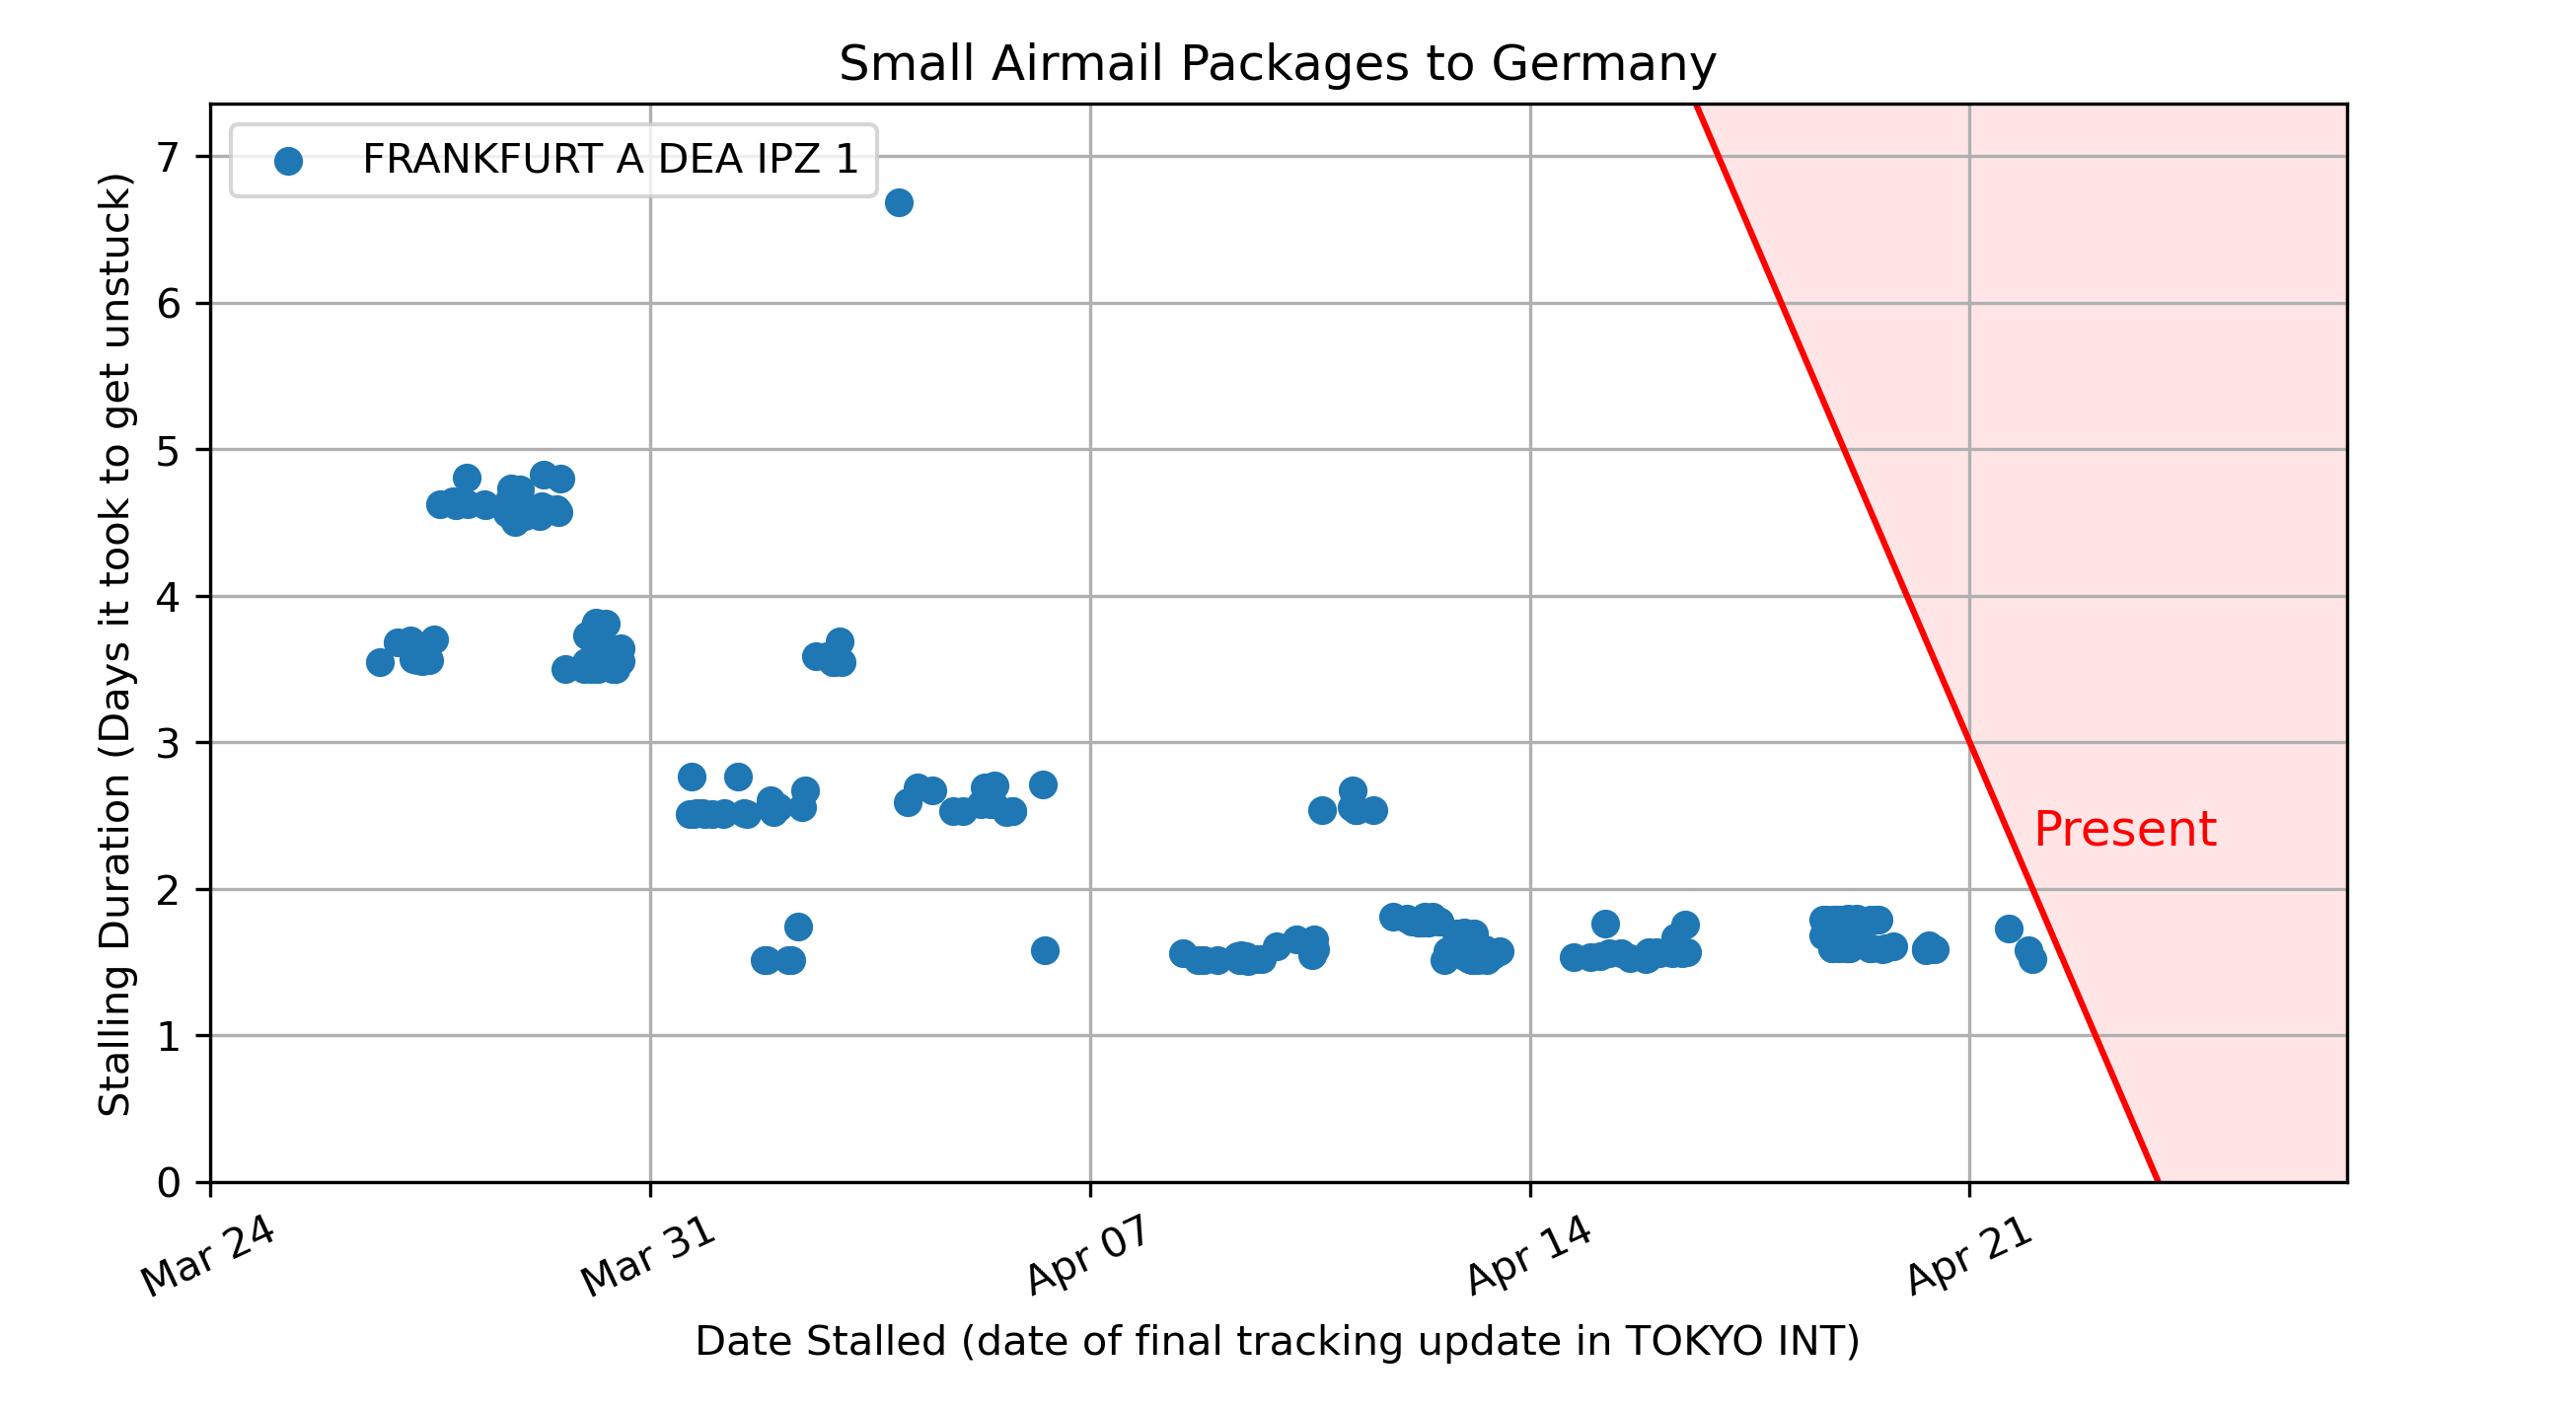 Small Airmail Packages to Germany
FRANKFURT A DEA IPZ 1
Stalling Duration (Days it took to get unstuck)
7
6
5
4
3
2
1
0
Present
Mar 24
Mar 31
Apr 07
Apr 14
Apr 21
Date Stalled (date of final tracking update in TOKYO INT)